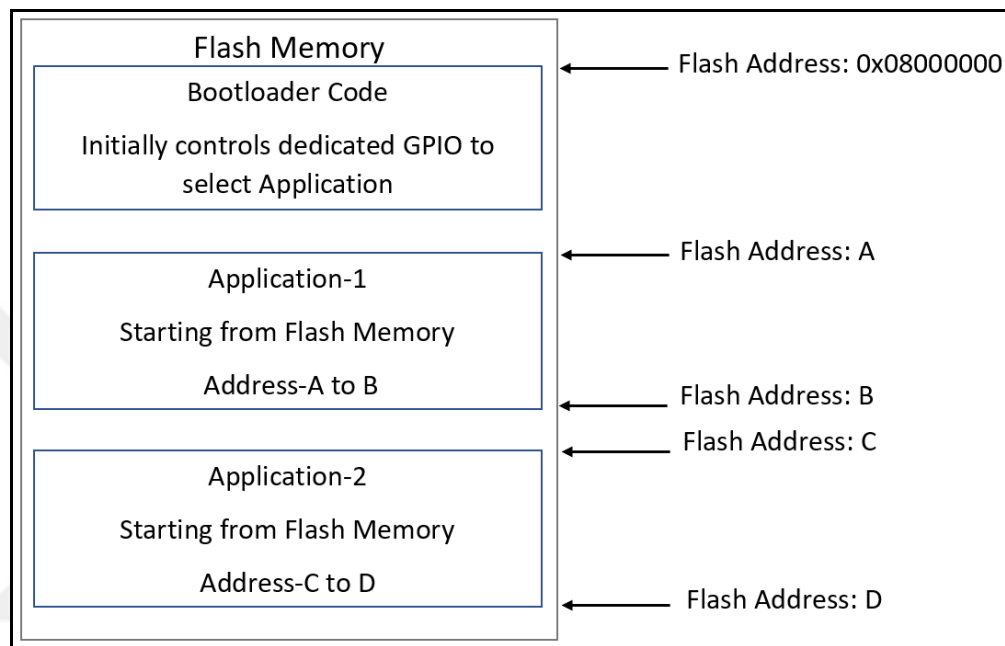 Flash Memory
Flash Address: 0x08000000
Bootloader Code
Initially controls dedicated GPIO to
select Application
Flash Address: A
Application-1
Starting from Flash Memory
Address-A to B
Flash Address: B
Flash Address: C
Application-2
Starting from Flash Memory
Address-C to D
Flash Address: D